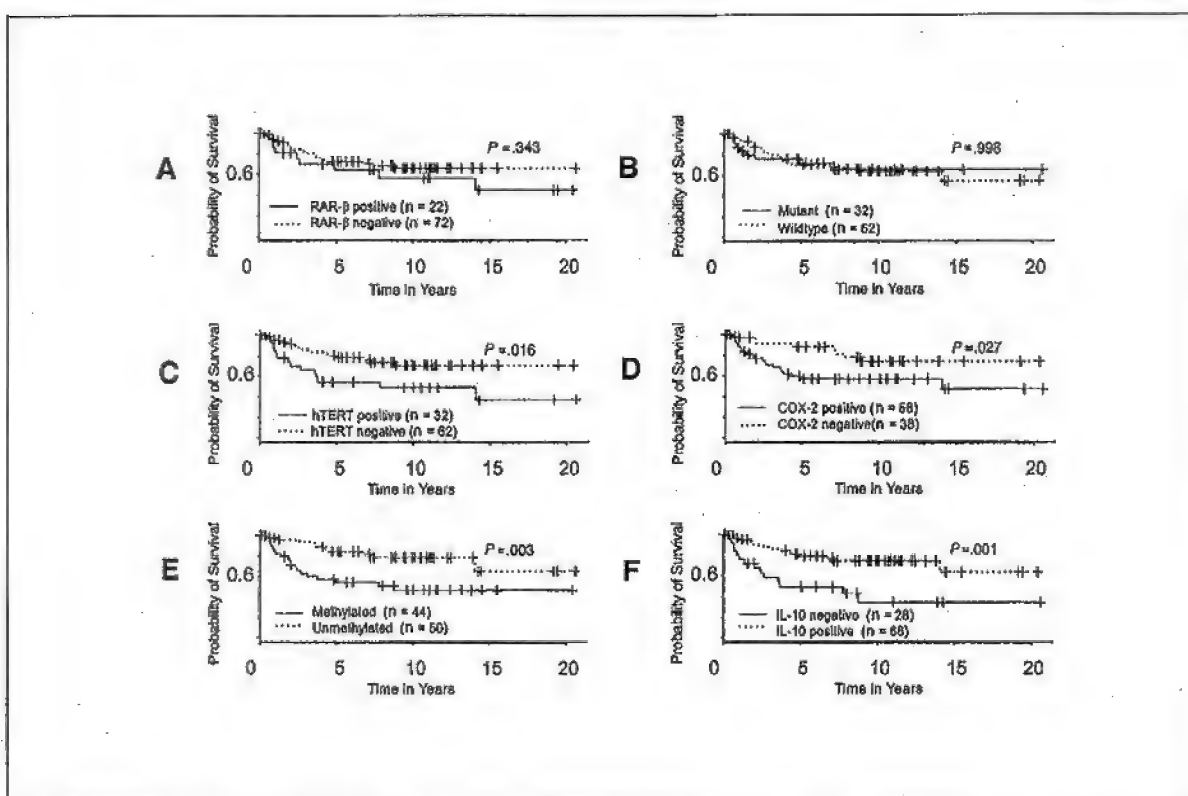 A
Probability of Survival
0.6
P =.343
RAR-β positive (n = 22)
RAR-β negative (n = 72)
0 5 10 15 20
Time in Years
B
Probability of Survival
0.6
P =.998
Mutant (n = 32)
Wildtype (n = 62)
0 5 10 15 20
Time in Years
C
Probability of Survival
0.6
P =.016
hTERT positive (n = 32)
hTERT negative (n = 62)
0 5 10 15 20
Time in Years
D
Probability of Survival
0.6
P =.027
COX-2 positive (n =
COX-2 negative(n = 38)
0 5 10 15 20
Time in Years
E
Probability of Survival
0.6
P =.003
Methylated (n = 44)
Unmethylated (n = 50)
0 5 10 15 20
Time in Years
F
Probability of Survival
0.6
P =.001
IL-10 negative (n = 28)
IL-10 positive (n =
0 5 10 15 20
Time in Years